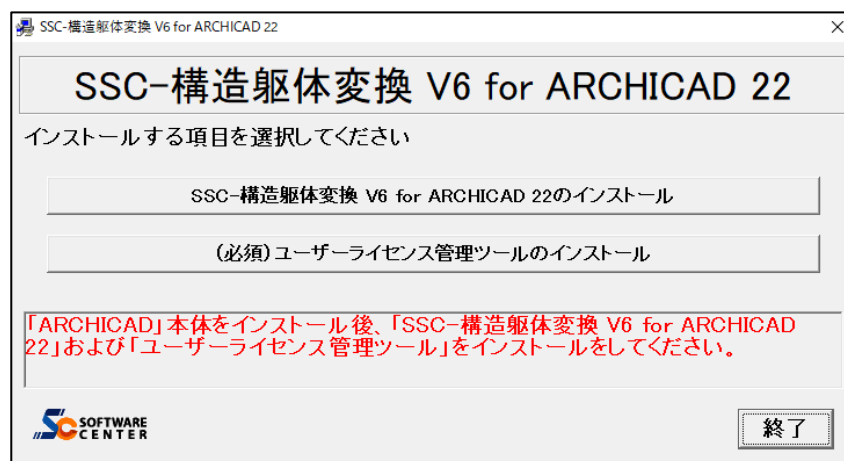 SSC-構造躯体変換 V6 for ARCHICAD 22
SSC-構造躯体変換 V6 for ARCHICAD 22
インストールする項目を選択してください
SSC-構造躯体変換 V6 for ARCHICAD 22のインストール
(必須)ユーザーライセンス管理ツールのインストール
「ARCHICAD」本体をインストール後、「SSC-構造躯体変換 V6 for ARCHICAD
22」および「ユーザーライセンス管理ツール」をインストールをしてください。
SC SOFTWARE
CENTER
終了